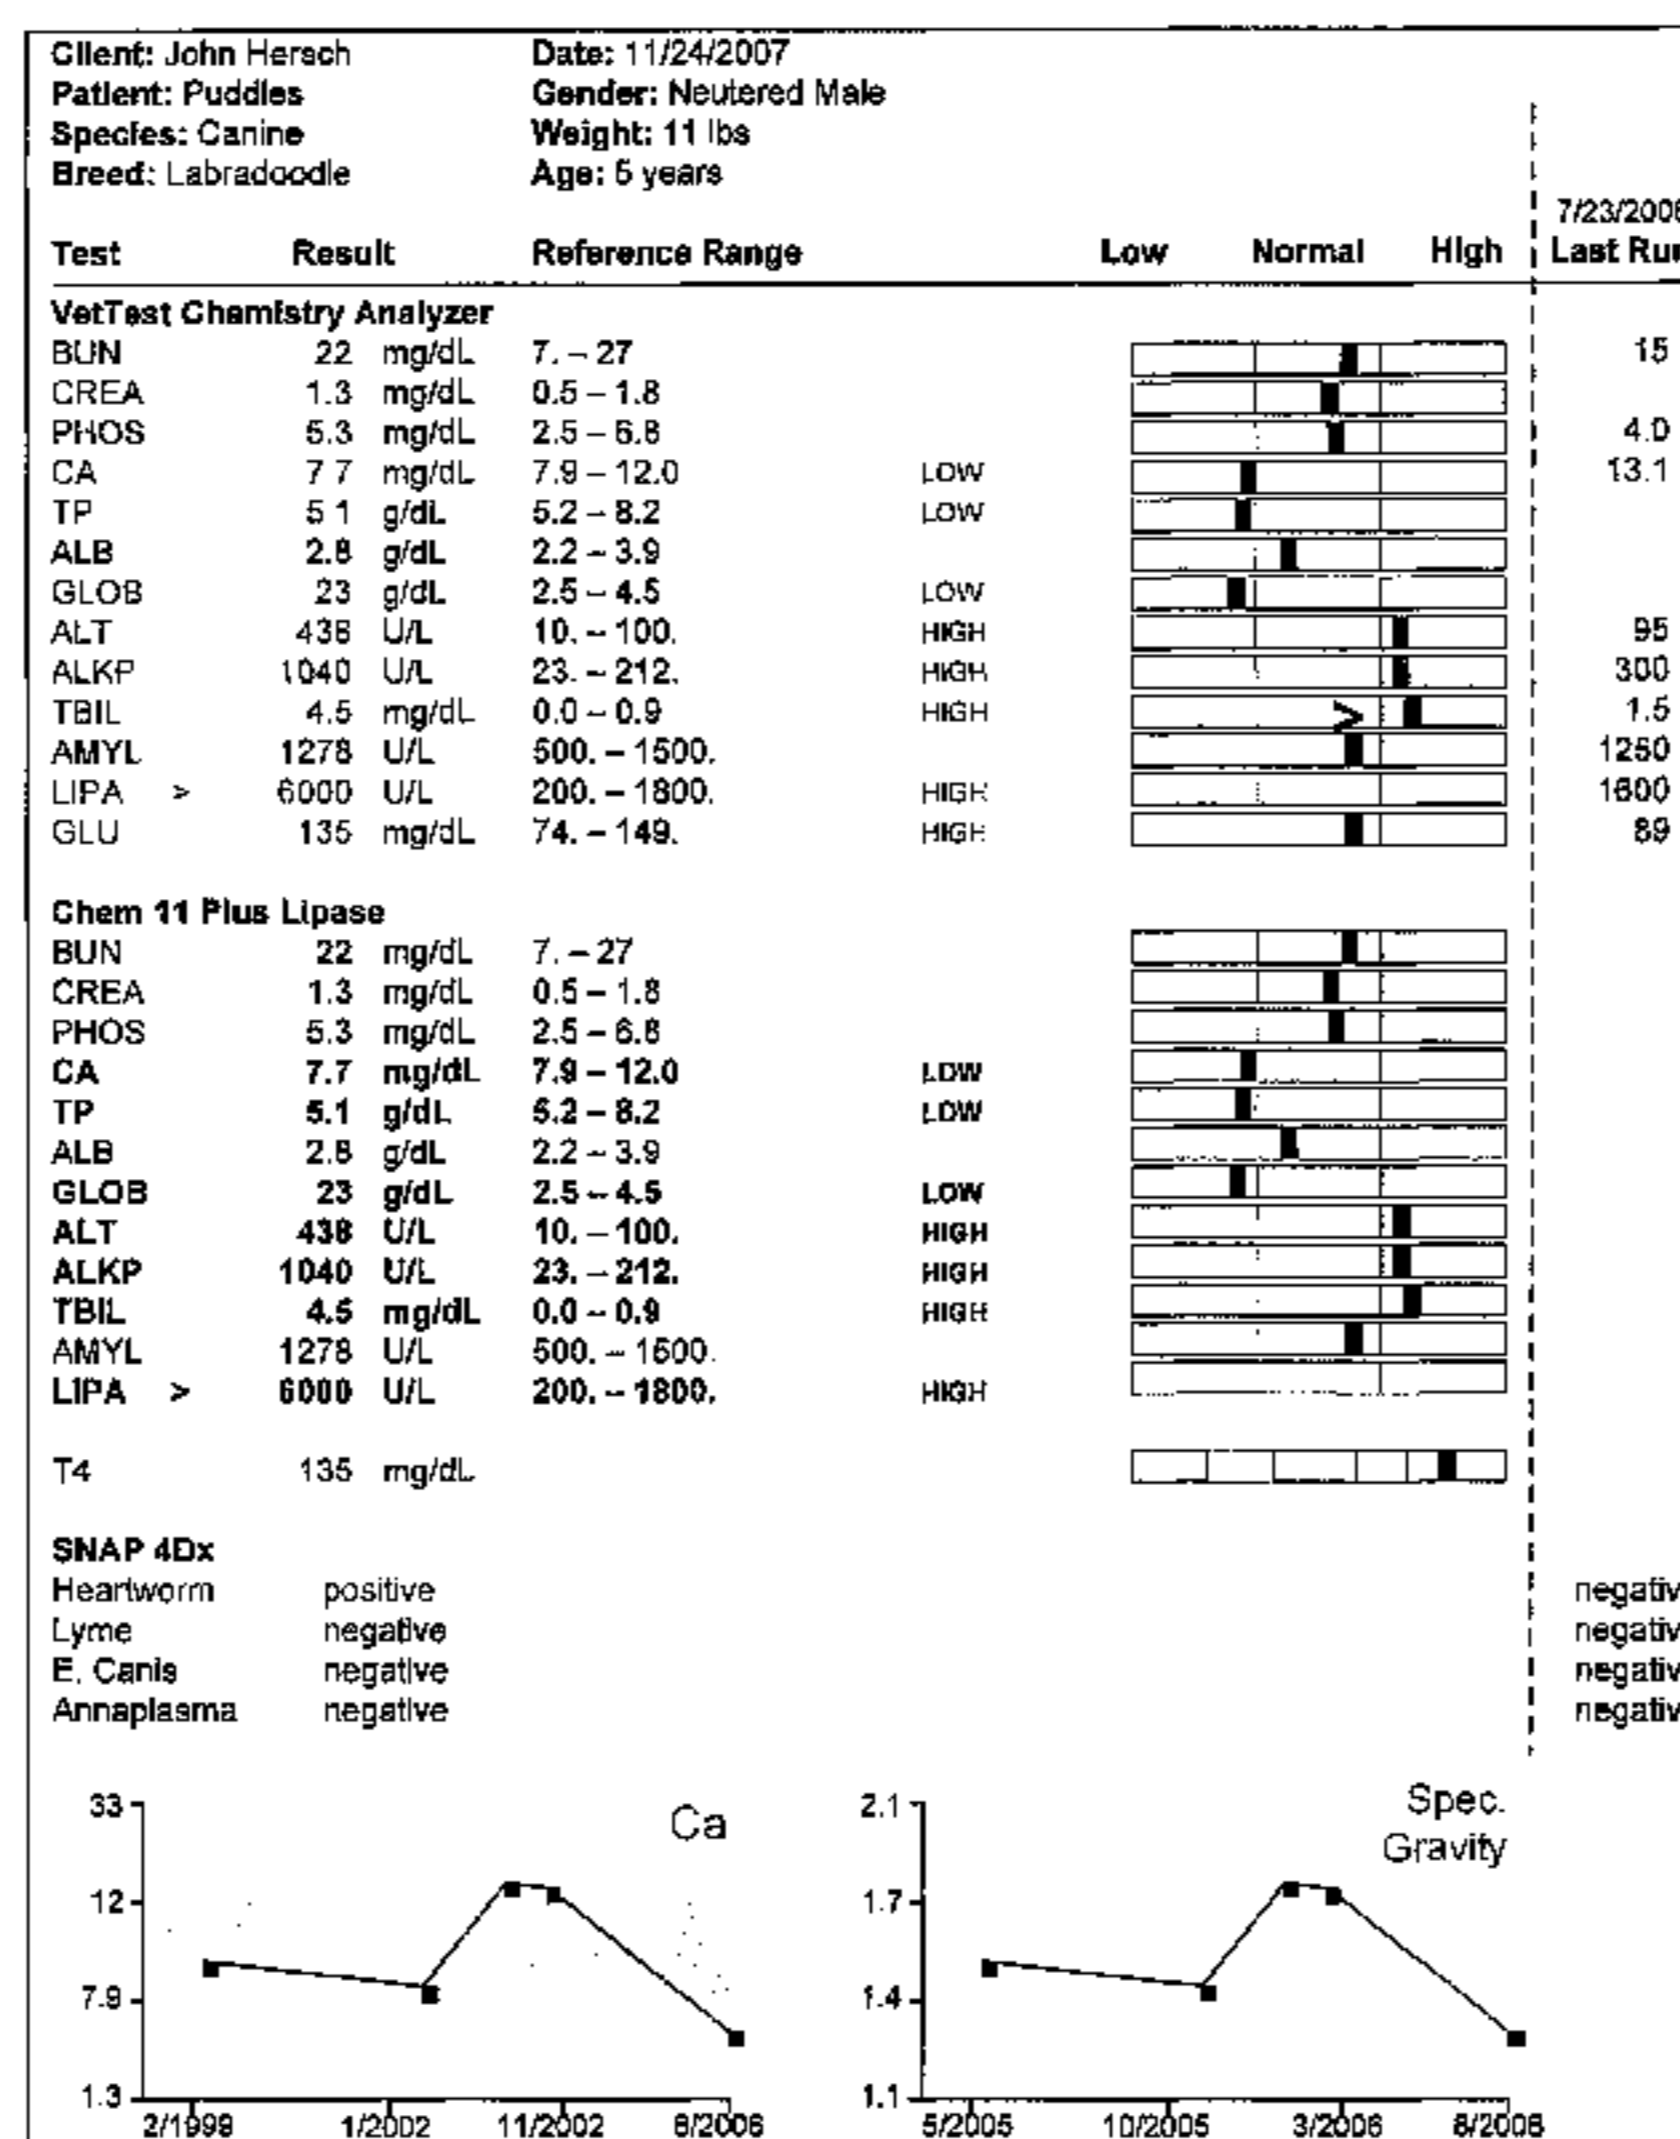 Client: John Hersch Date: 11/24/2007
Patient: Puddles Gender: Neutered Male
Species: Canine Weight: 11 lbs
Breed: Labradoodle Age: 5 years
7/23/2006
Test Result Reference Range Low Normal High Last Run
VetTest Chemistry Analyzer
BUN 22 mg/dL 7. – 27 15
CREA 1.3 mg/dL 0.5 – 1.8
PHOS 5.3 mg/dL 2.5 – 6.8 4.0
CA 7 7 mg/dL 7.9 – 12.0 LOW 13.1
TP 5 1 g/dL 5.2 – 8.2 LOW
ALB 2.8 g/dL 2.2 – 3.9
GLOB 23 g/dL 2.5 – 4.5 LOW
ALT 438 U/L 10. – 100. HIGH 95
ALKP 1040 U/L 23. – 212. HIGH 300
TBIL 4.5 mg/dL 0.0 – 0.9 HIGH > 1.5
AMYL 1278 U/L 500. – 1500. 1250
LIPA > 6000 U/L 200. – 1800. HIGH 1600
GLU 135 mg/dL 74. – 149. HIGH 89
Chem 11 Plus Lipase
BUN 22 mg/dL 7. – 27
CREA 1.3 mg/dL 0.5 – 1.8
PHOS 5.3 mg/dL 2.5 – 6.8
CA 7.7 mg/dL 7.9 – 12.0 LOW
TP 5.1 g/dL 5.2 – 8.2 LOW
ALB 2.8 g/dL 2.2 – 3.9
GLOB 23 g/dL 2.5 – 4.5 LOW
ALT 438 U/L 10. – 100. HIGH
ALKP 1040 U/L 23. – 212. HIGH
TBIL 4.5 mg/dL 0.0 – 0.9 HIGH
AMYL 1278 U/L 500. – 1500.
LIPA > 6000 U/L 200. – 1800. HIGH
T4 135 mg/dL
SNAP 4Dx
Heartworm positive negativ
Lyme negative negativ
E. Canis negative negativ
Annaplasma negative negativ
Ca
33
12
7.9
1.3
2/1998 1/2002 11/2002 8/2006
Spec.
Gravity
2.1
1.7
1.4
1.1
5/2005 10/2005 3/2006 8/2006